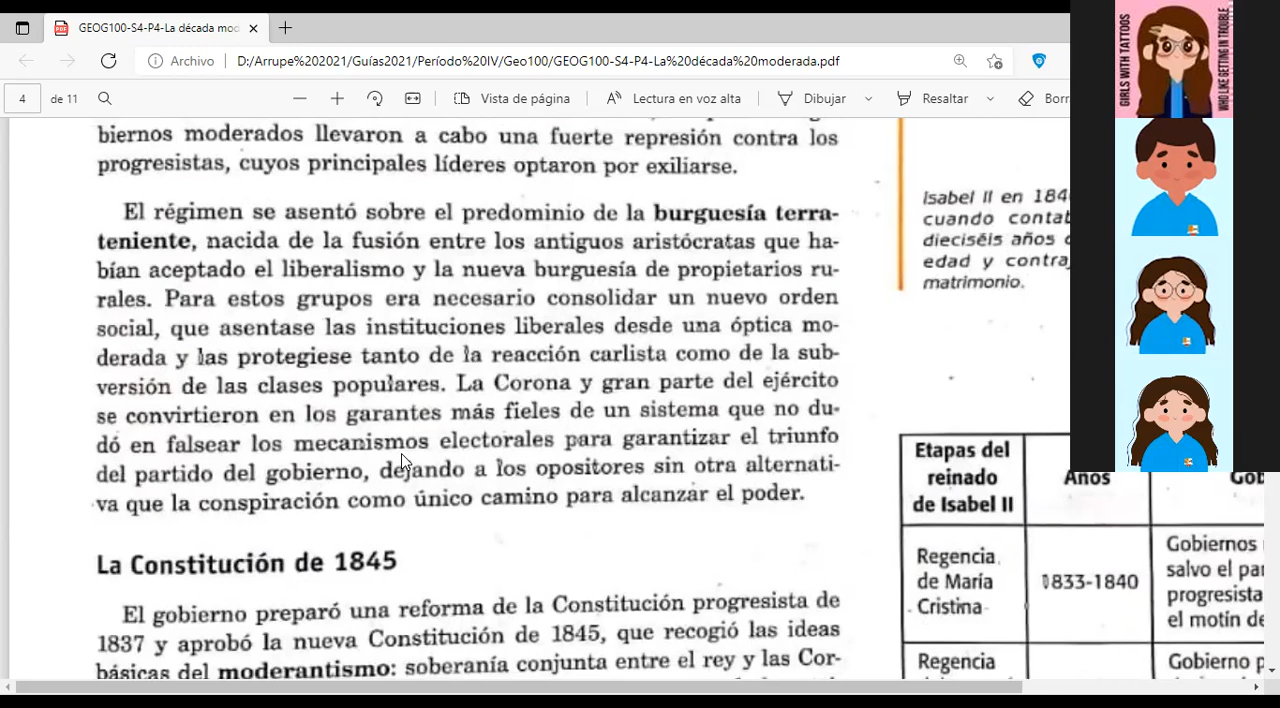 GEOG100-S4-P4-La década mod
Archivo
D:/Arrupe%202021/Guías2021/Período%20IV/Geo100/GEOG100-S4-P4-La%20década%20moderada.pdf
4
de 11
Vista de página
Lectura en voz alta
Dibujar
Resaltar
Borr
GIRLS WITH TATTOOS
WHO LIKE GETTING IN TROUBLE
biernos moderados llevaron a cabo una fuerte represión contra los
progresistas, cuyos principales líderes optaron por exiliarse.
El régimen se asentó sobre el predominio de la burguesía terra-
teniente, nacida de la fusión entre los antiguos aristócratas que ha-
bían aceptado el liberalismo y la nueva burguesía de propietarios ru-
rales. Para estos grupos era necesario consolidar un nuevo orden
social, que asentase las instituciones liberales desde una óptica mo-
derada y las protegiese tanto de la reacción carlista como de la sub-
versión de las clases populares. La Corona y gran parte del ejército
se convirtieron en los garantes más fieles de un sistema que no du-
dó en falsear los mecanismos electorales para garantizar el triunfo
del partido del gobierno, dejando a los opositores sin otra alternati-
va que la conspiración como único camino para alcanzar el poder.
La Constitución de 1845
El gobierno preparó una reforma de la Constitución progresista de
1837 y aprobó la nueva Constitución de 1845, que recogió las ideas
básicas del moderantismo: soberanía conjunta entre el rey y las Cor-
Isabel II en 184
cuando contab
dieciséis años
edad y contra
matrimonio.
Etapas del
reinado
de Isabel II
Años
Gob
Regencia
de María
Cristina
1833-1840
Gobiernos
salvo el pa
progresista
el motín de
Regencia
Gobierno p